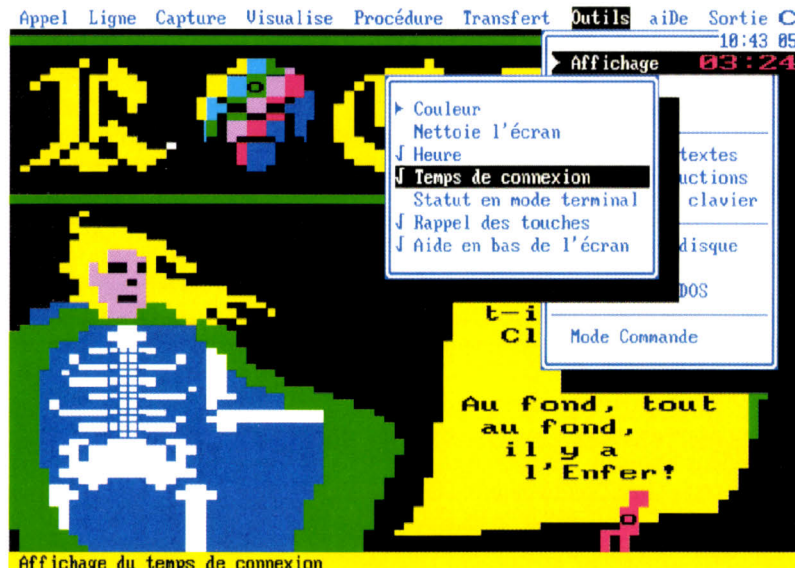 Appel Ligne Capture Visualise Procédure Transfert Outils aiDe Sortie C
10:43 05
Affichage 03:24
Couleur
Nettoie l'écran
√ Heure
√ Temps de connexion
Statut en mode terminal
√ Rappel des touches
√ Aide en bas de l'écran
textes
uctions
clavier
disque
DOS
Mode Commande
t-i
Cl
Au fond, tout
au fond,
il y a
l'Enfer!
Affichage du temps de connexion